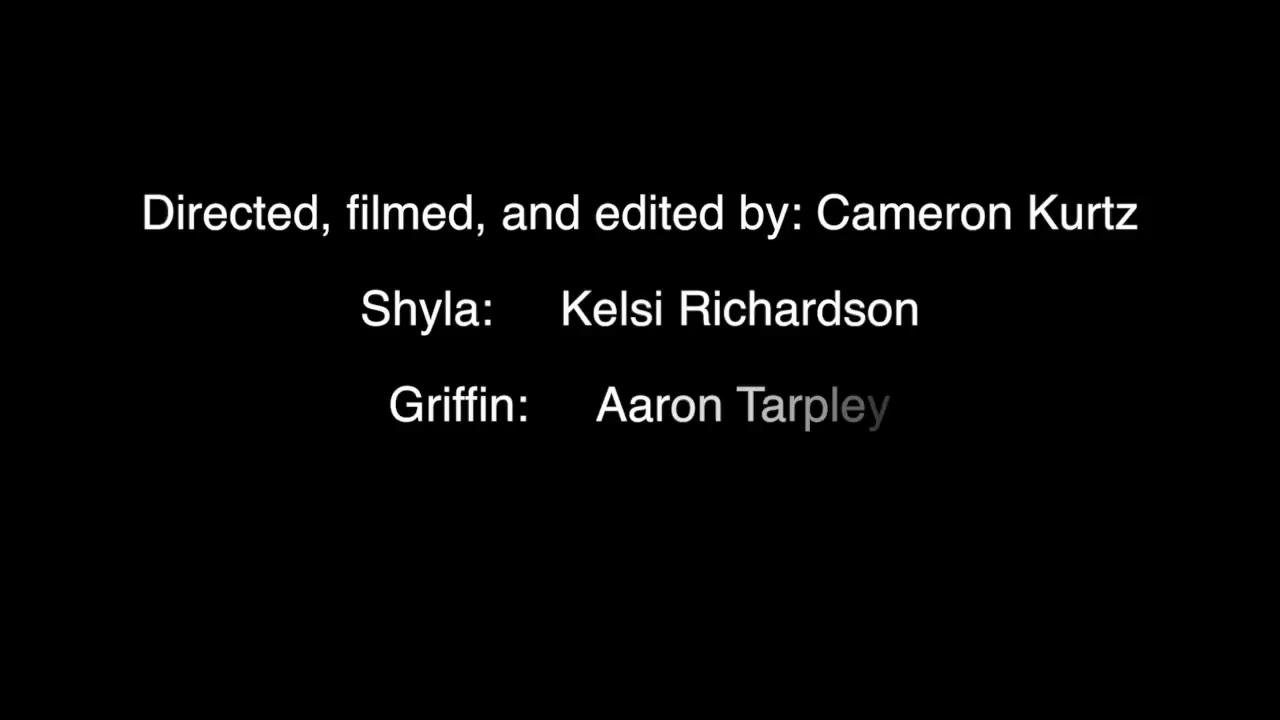 Directed, filmed, and edited by: Cameron Kurtz
Shyla: Kelsi Richardson
Griffin: Aaron Tarpley